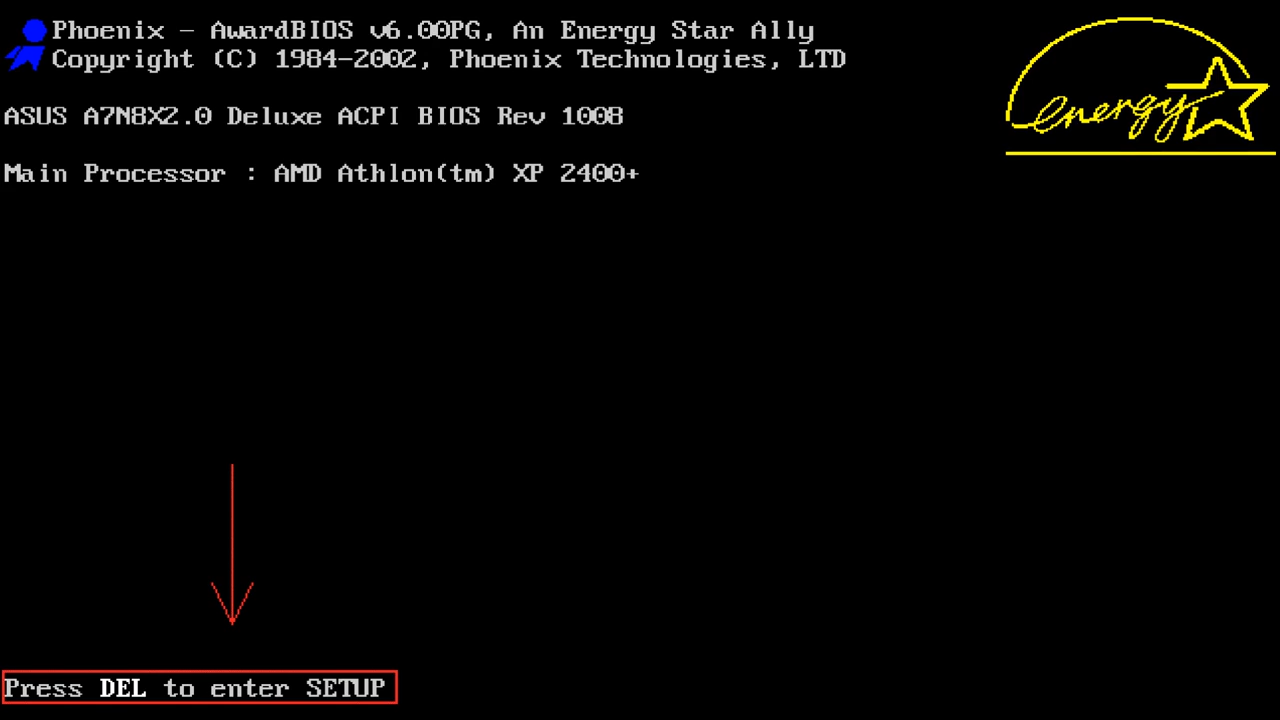 Phoenix - AwardBIOS v6.00PG, An Energy Star Ally
Copyright (C) 1984-2002, Phoenix Technologies, LTD
energy
ASUS A7N8X2.0 Deluxe ACPI BIOS Rev 1008
Main Processor : AMD Athlon(tm) XP 2400+
Press DEL to enter SETUP